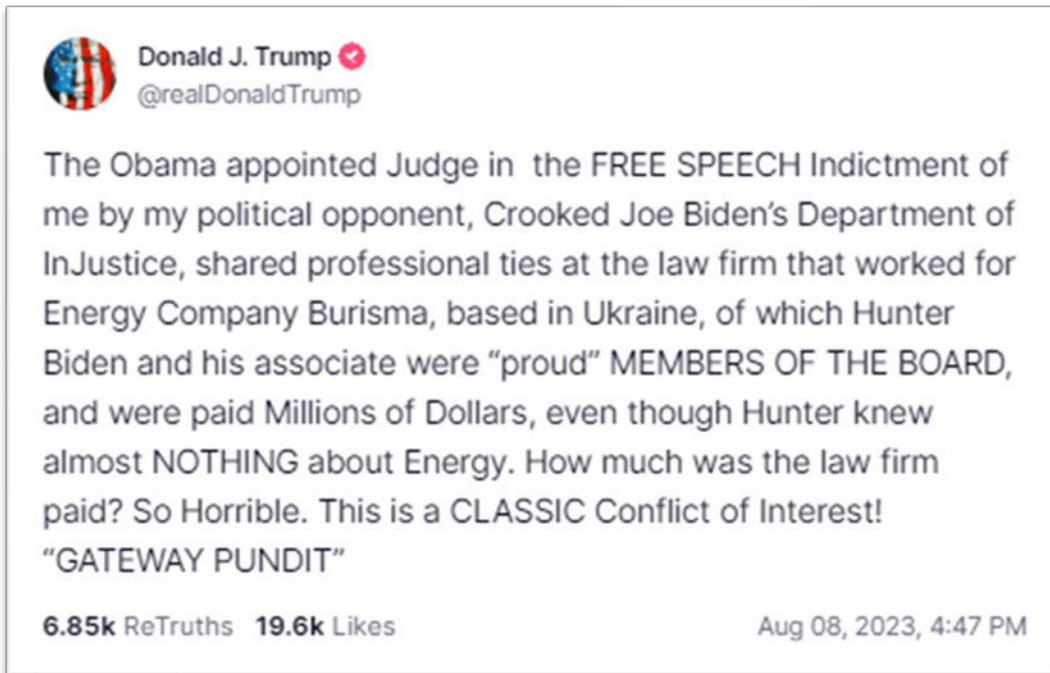 Donald J. Trump
@realDonaldTrump
The Obama appointed Judge in the FREE SPEECH Indictment of
me by my political opponent, Crooked Joe Biden's Department of
InJustice, shared professional ties at the law firm that worked for
Energy Company Burisma, based in Ukraine, of which Hunter
Biden and his associate were “proud” MEMBERS OF THE BOARD,
and were paid Millions of Dollars, even though Hunter knew
almost NOTHING about Energy. How much was the law firm
paid? So Horrible. This is a CLASSIC Conflict of Interest!
“GATEWAY PUNDIT”
6.85k ReTruths 19.6k Likes Aug 08, 2023, 4:47 PM